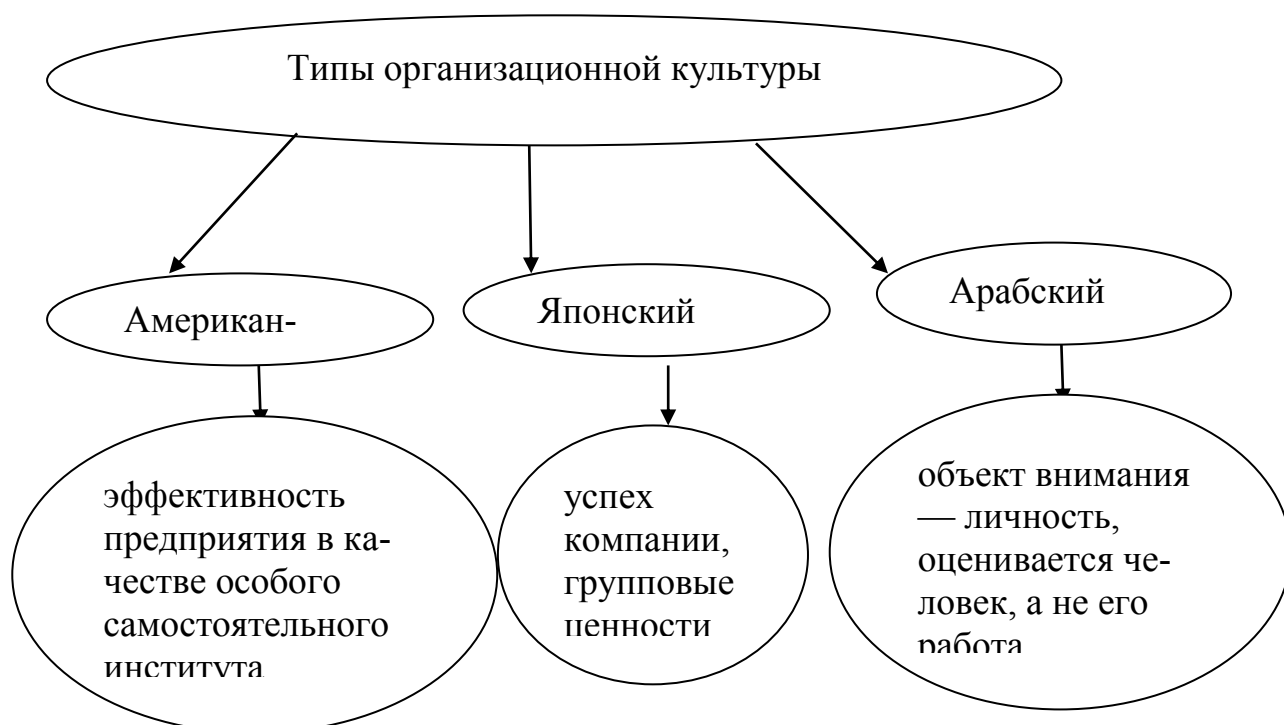 Типы организационной культуры
Американ-
Японский
Арабский
эффективность
предприятия в ка-
честве особого
самостоятельного
института
успех
компании,
групповые
ценности
объект внимания
— личность,
оценивается че-
ловек, а не его
работа